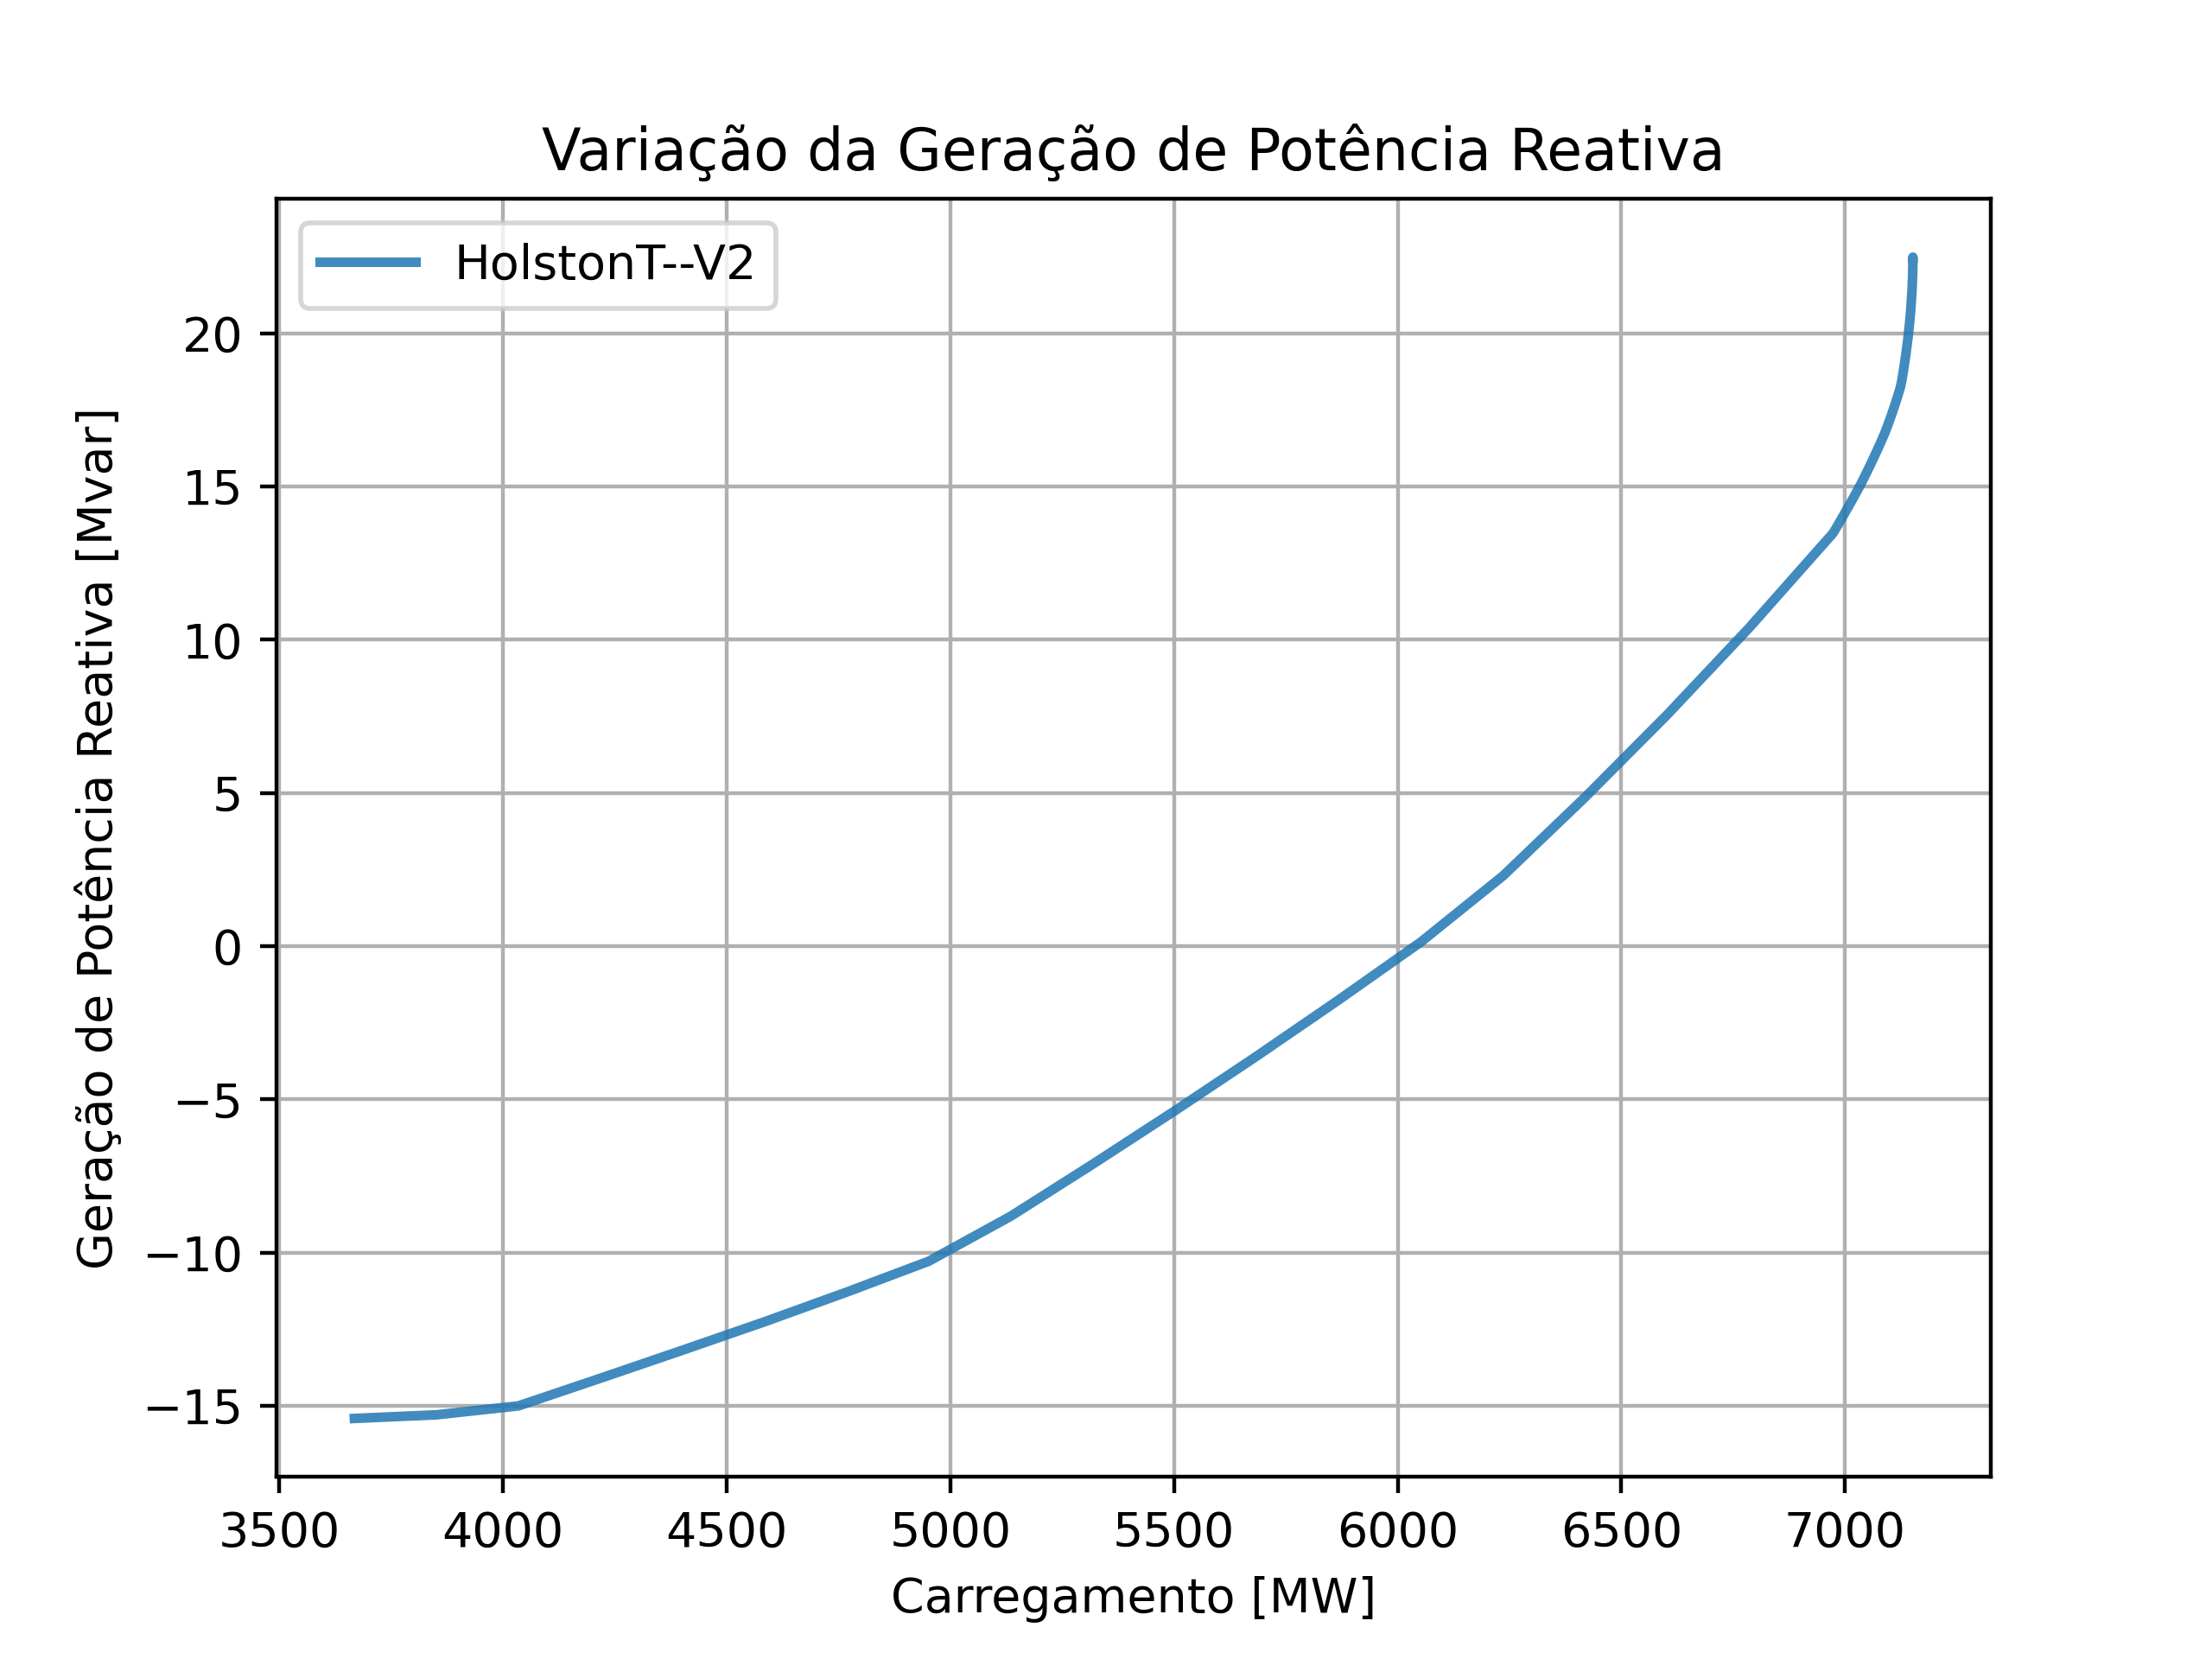 Variação da Geração de Potência Reativa
HolstonT--V2
Geração de Potência Reativa [Mvar]
20
15
10
5
0
−5
−10
−15
3500 4000 4500 5000 5500 6000 6500 7000
Carregamento [MW]